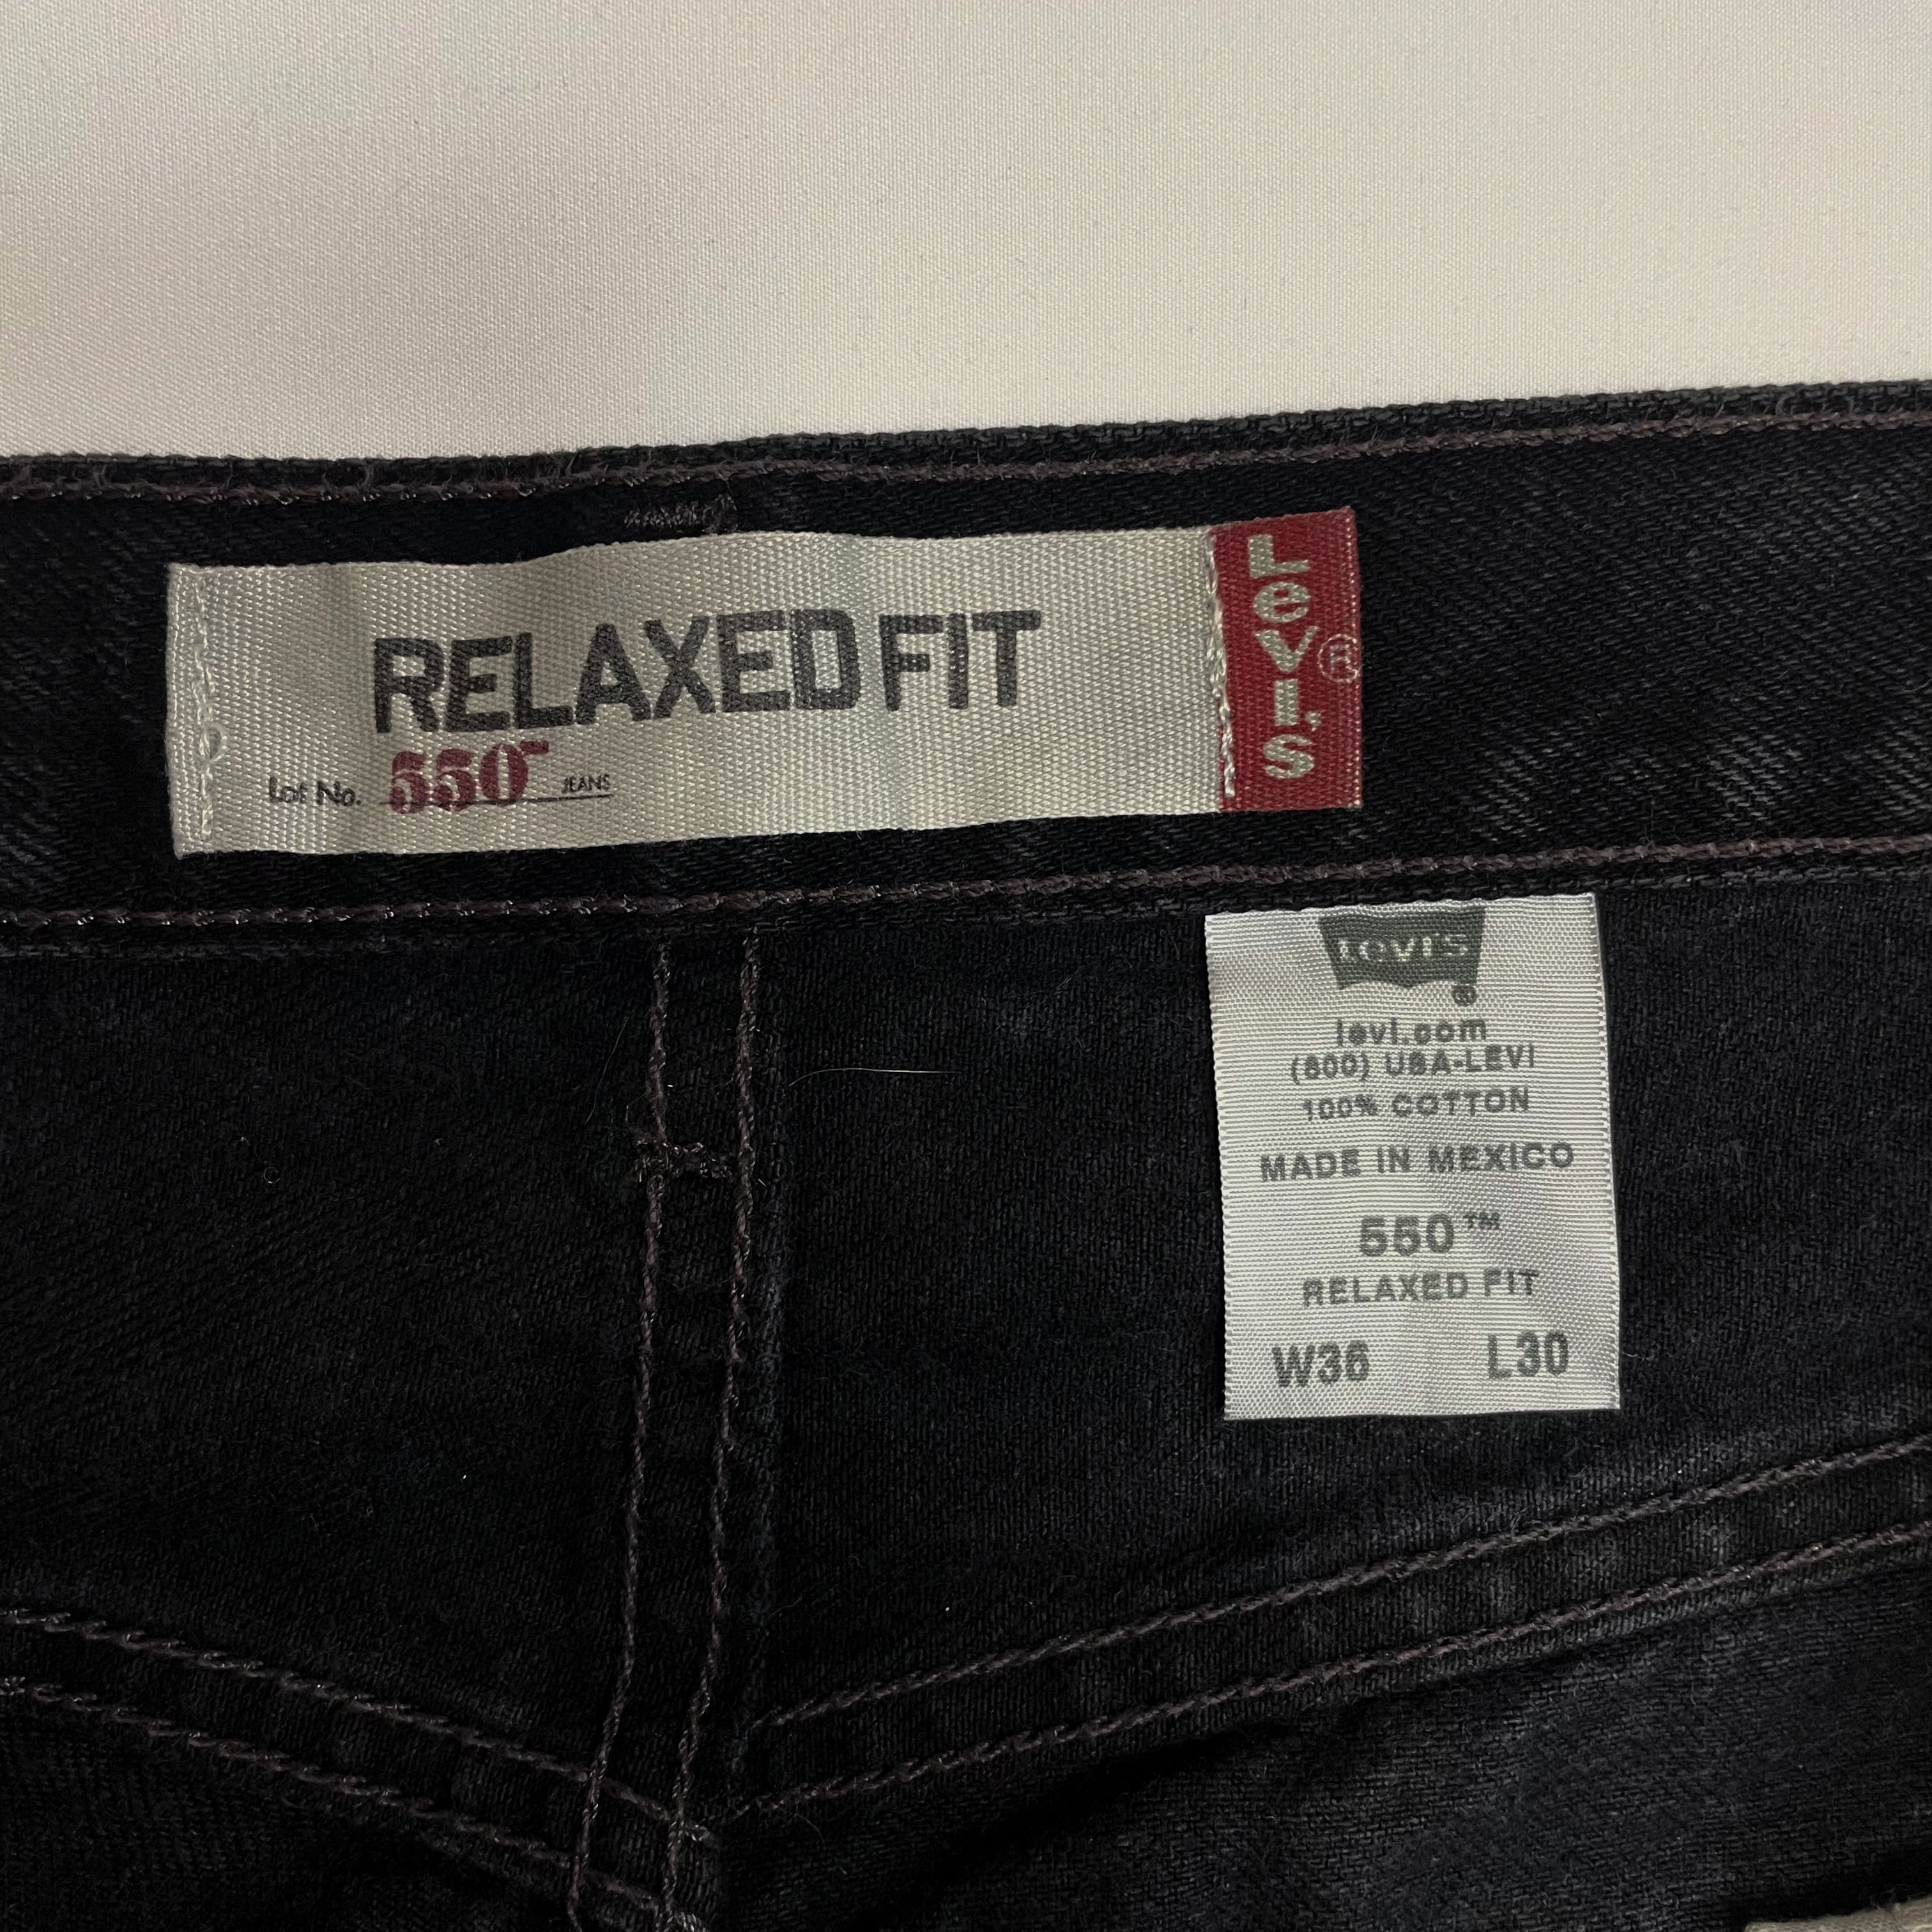 RELAXED FIT
Lot No. 550™ JEANS
Levi's®
Levi's
®
levi.com
(800) USA-LEVI
100% COTTON
MADE IN MEXICO
550™
RELAXED FIT
W36 L30